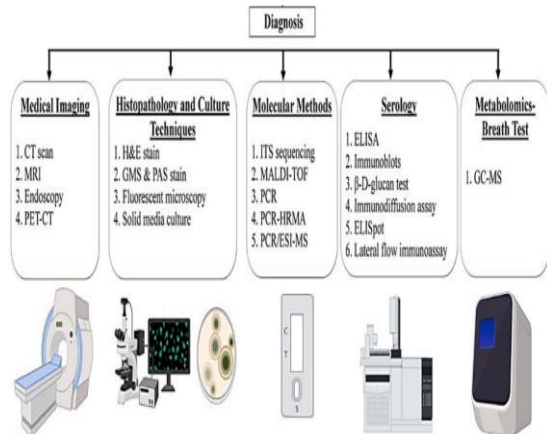 Diagnosis
Medical Imaging
1. CT scan
2. MRI
3. Endoscopy
4. PET-CT
Histopathology and Culture
Techniques
1. H&E stain
2. GMS & PAS stain
3. Fluorescent microscopy
4. Solid media culture
Molecular Methods
1. ITS sequencing
2. MALDI-TOF
3. PCR
4. PCR-HRMA
5. PCR/ESI-MS
Serology
1. ELISA
2. Immunoblots
3. β-D-glucan test
4. Immunodiffusion assay
5. ELISpot
6. Lateral flow immunoassay
Metabolomics-
Breath Test
1. GC-MS
C
T
S